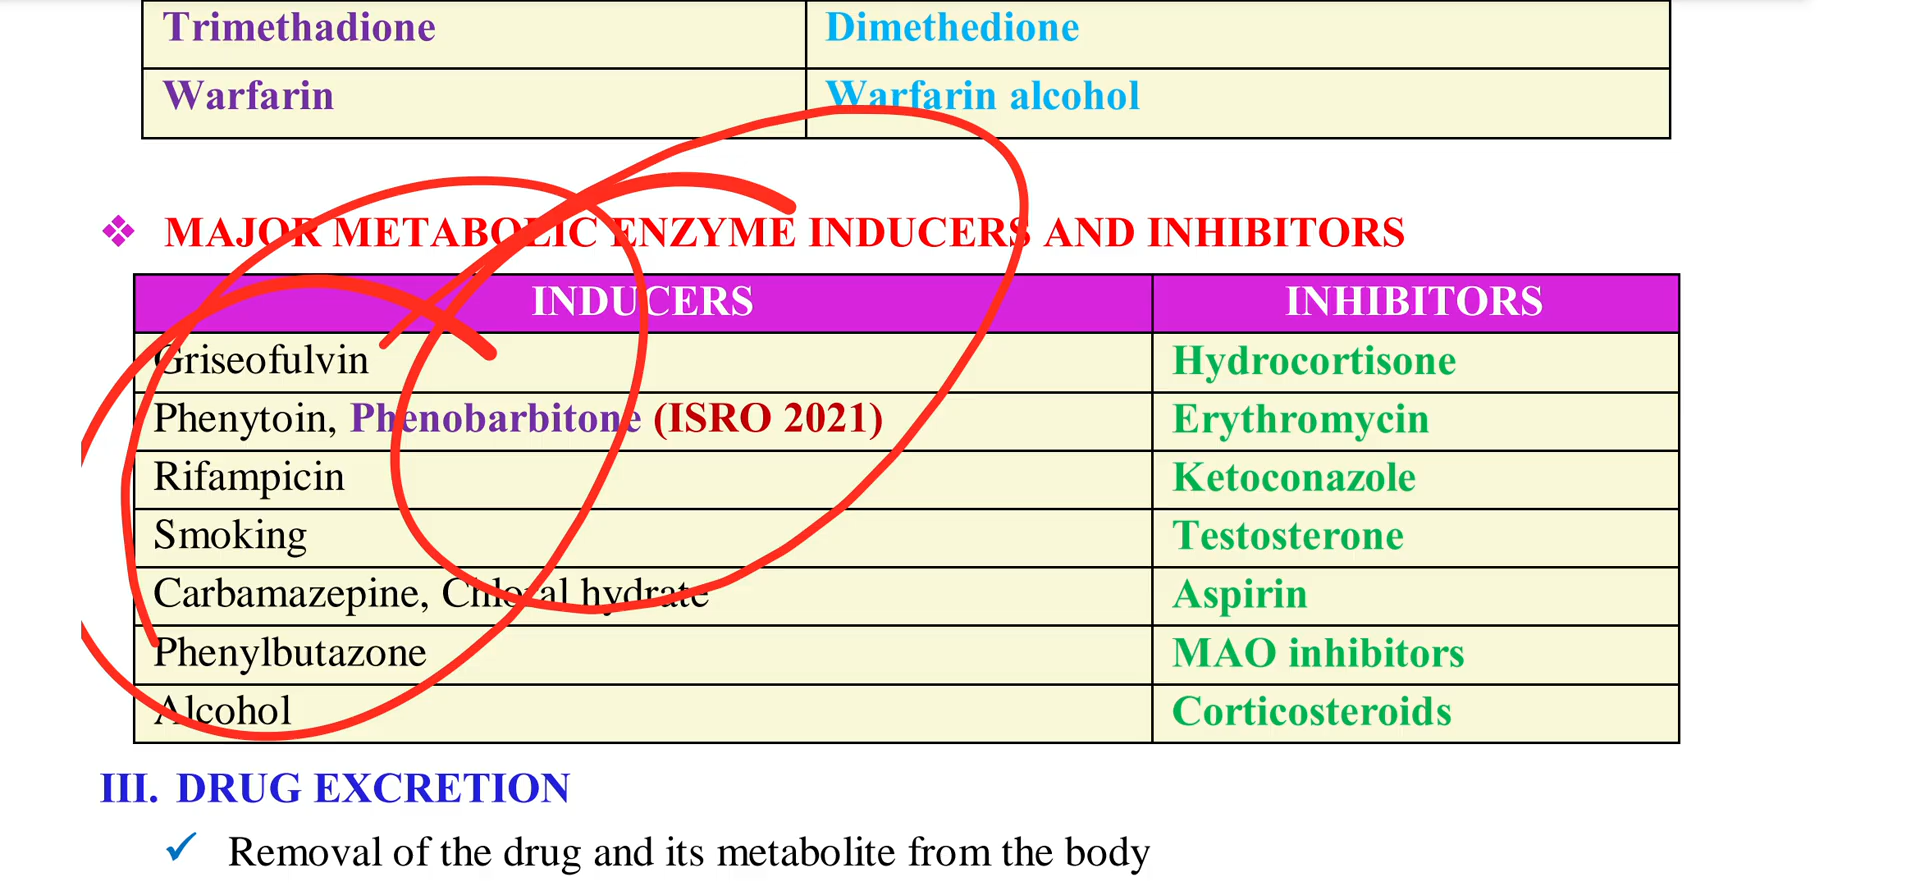 Trimethadione Dimethedione
Warfarin Warfarin alcohol
❖ MAJOR METABOLIC ENZYME INDUCERS AND INHIBITORS
INDUCERS INHIBITORS
Griseofulvin Hydrocortisone
Phenytoin, Phenobarbitone (ISRO 2021) Erythromycin
Rifampicin Ketoconazole
Smoking Testosterone
Carbamazepine, Chloral hydrate Aspirin
Phenylbutazone MAO inhibitors
Alcohol Corticosteroids
III. DRUG EXCRETION
✓ Removal of the drug and its metabolite from the body